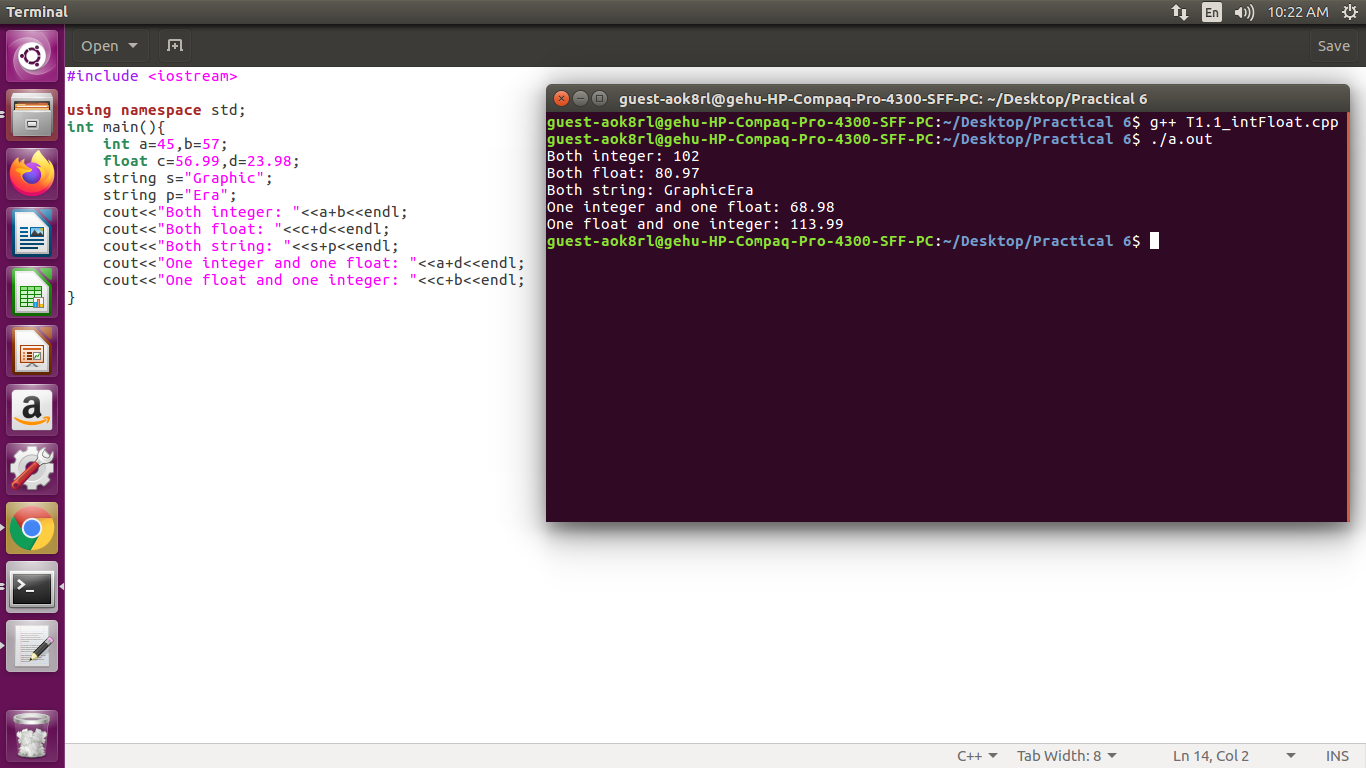 Terminal
En
10:22 AM
Open
Save
#include <iostream>
using namespace std;
int main(){
    int a=45,b=57;
    float c=56.99,d=23.98;
    string s="Graphic";
    string p="Era";
    cout<<"Both integer: "<<a+b<<endl;
    cout<<"Both float: "<<c+d<<endl;
    cout<<"Both string: "<<s+p<<endl;
    cout<<"One integer and one float: "<<a+d<<endl;
    cout<<"One float and one integer: "<<c+b<<endl;
}
guest-aok8rl@gehu-HP-Compaq-Pro-4300-SFF-PC: ~/Desktop/Practical 6
guest-aok8rl@gehu-HP-Compaq-Pro-4300-SFF-PC:~/Desktop/Practical 6$ g++ T1.1_intFloat.cpp
guest-aok8rl@gehu-HP-Compaq-Pro-4300-SFF-PC:~/Desktop/Practical 6$ ./a.out
Both integer: 102
Both float: 80.97
Both string: GraphicEra
One integer and one float: 68.98
One float and one integer: 113.99
guest-aok8rl@gehu-HP-Compaq-Pro-4300-SFF-PC:~/Desktop/Practical 6$
a
>_
C++
Tab Width: 8
Ln 14, Col 2
INS